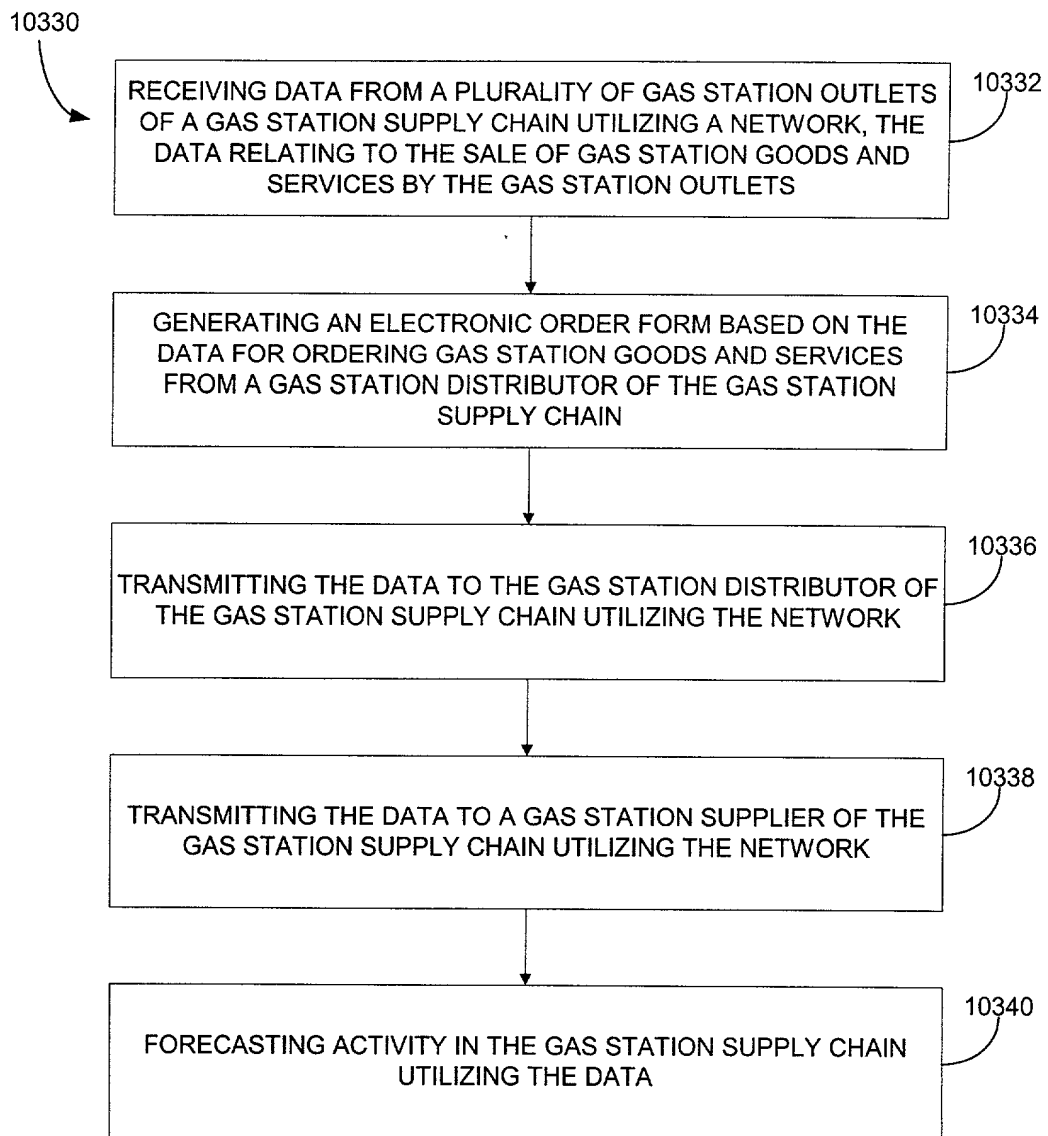 10330
RECEIVING DATA FROM A PLURALITY OF GAS STATION OUTLETS
OF A GAS STATION SUPPLY CHAIN UTILIZING A NETWORK, THE
DATA RELATING TO THE SALE OF GAS STATION GOODS AND
SERVICES BY THE GAS STATION OUTLETS
10332
GENERATING AN ELECTRONIC ORDER FORM BASED ON THE
DATA FOR ORDERING GAS STATION GOODS AND SERVICES
FROM A GAS STATION DISTRIBUTOR OF THE GAS STATION
SUPPLY CHAIN
10334
TRANSMITTING THE DATA TO THE GAS STATION DISTRIBUTOR OF
THE GAS STATION SUPPLY CHAIN UTILIZING THE NETWORK
10336
TRANSMITTING THE DATA TO A GAS STATION SUPPLIER OF THE
GAS STATION SUPPLY CHAIN UTILIZING THE NETWORK
10338
FORECASTING ACTIVITY IN THE GAS STATION SUPPLY CHAIN
UTILIZING THE DATA
10340